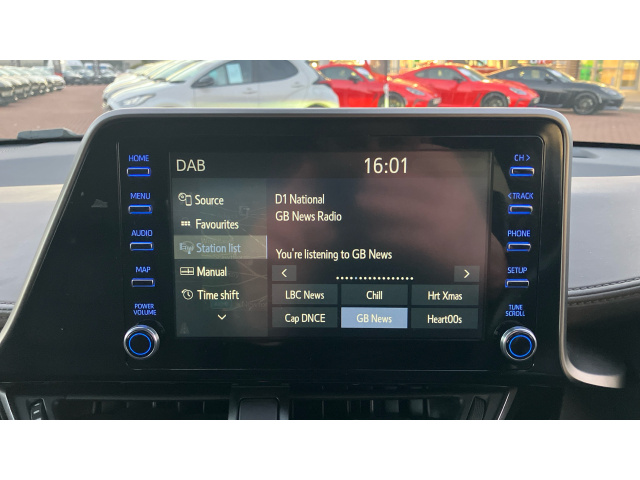 HOME
MENU
AUDIO
MAP
POWER
VOLUME
DAB
16:01
Source
Favourites
Station list
Manual
Time shift
D1 National
GB News Radio
You're listening to GB News
LBC News
Chill
Hrt Xmas
Cap DNCE
GB News
Heart00s
CH >
< TRACK
PHONE
SETUP
TUNE
SCROLL